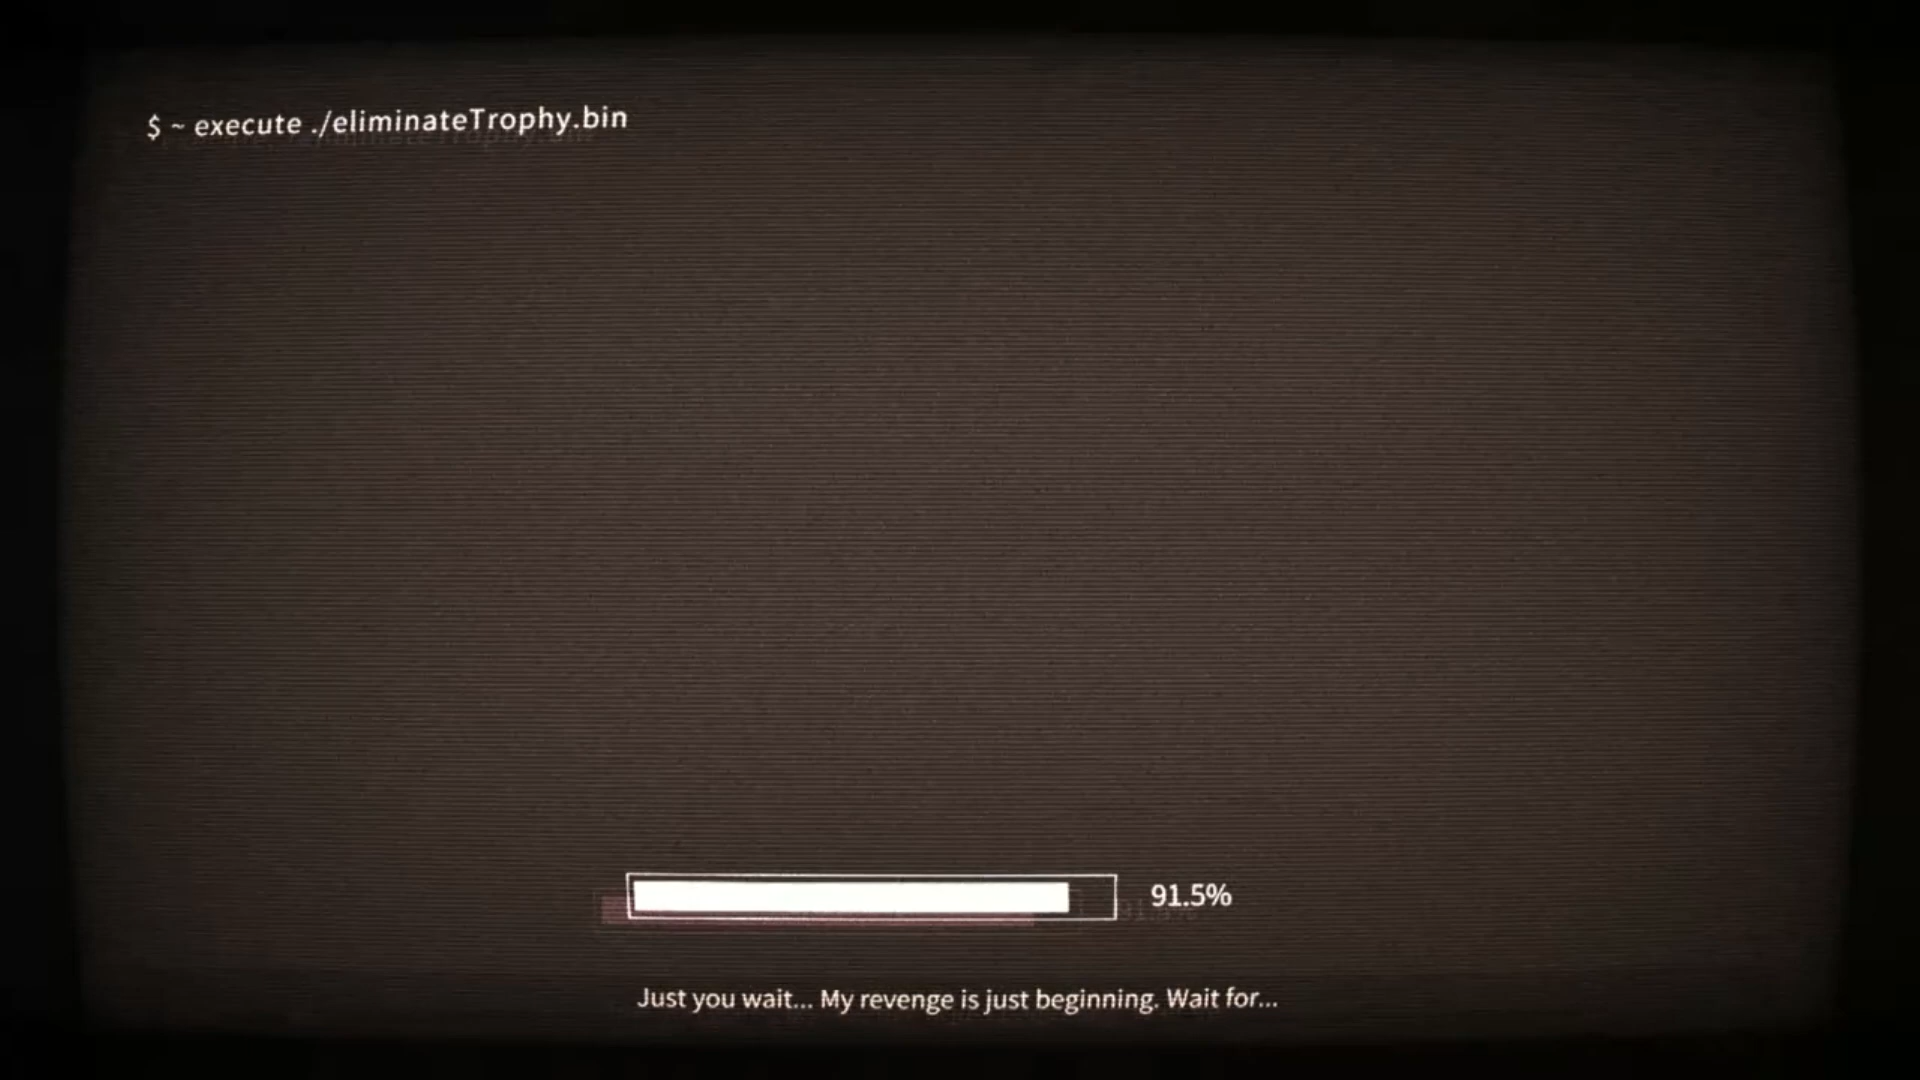 $ ~ execute ./eliminateTrophy.bin
91.5%
Just you wait... My revenge is just beginning. Wait for...